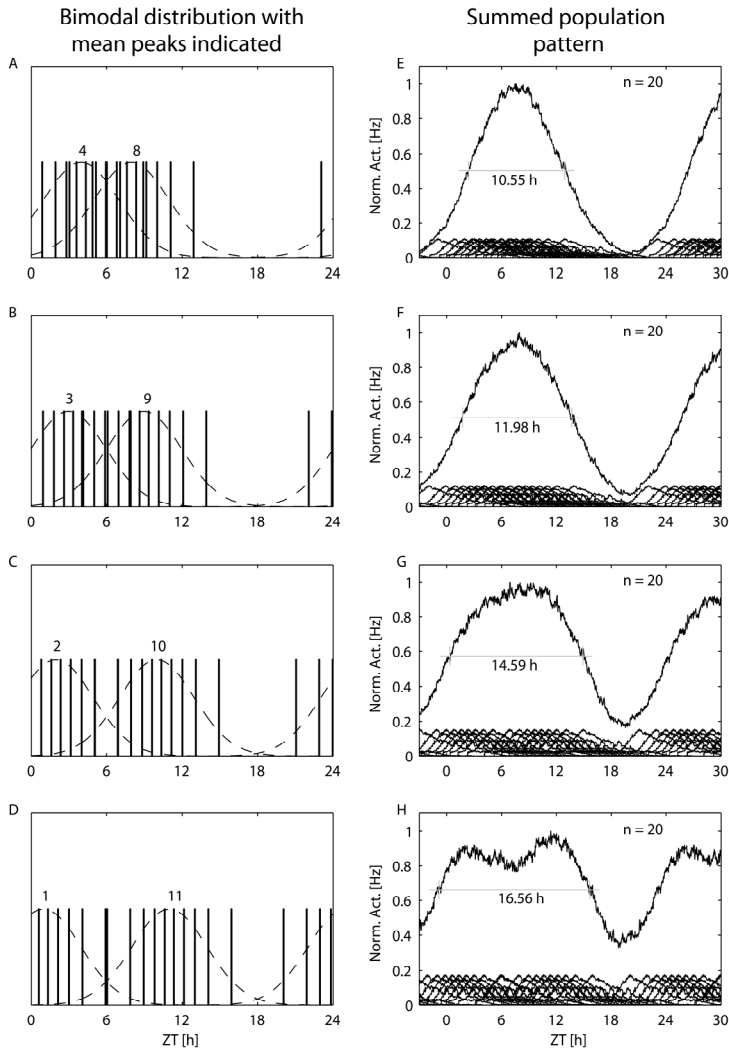 Bimodal distribution with
mean peaks indicated
Summed population
pattern
A
4
8
0
6
12
18
24
E
Norm. Act. [Hz]
1
0.8
0.6
0.4
0.2
0
n = 20
10.55 h
0
6
12
18
24
30
B
3
9
0
6
12
18
24
F
Norm. Act. [Hz]
1
0.8
0.6
0.4
0.2
0
n = 20
11.98 h
0
6
12
18
24
30
C
2
10
0
6
12
18
24
G
Norm. Act. [Hz]
1
0.8
0.6
0.4
0.2
0
n = 20
14.59 h
0
6
12
18
24
30
D
1
11
0
6
12
18
24
ZT [h]
H
Norm. Act. [Hz]
1
0.8
0.6
0.4
0.2
0
n = 20
16.56 h
0
6
12
18
24
30
ZT [h]